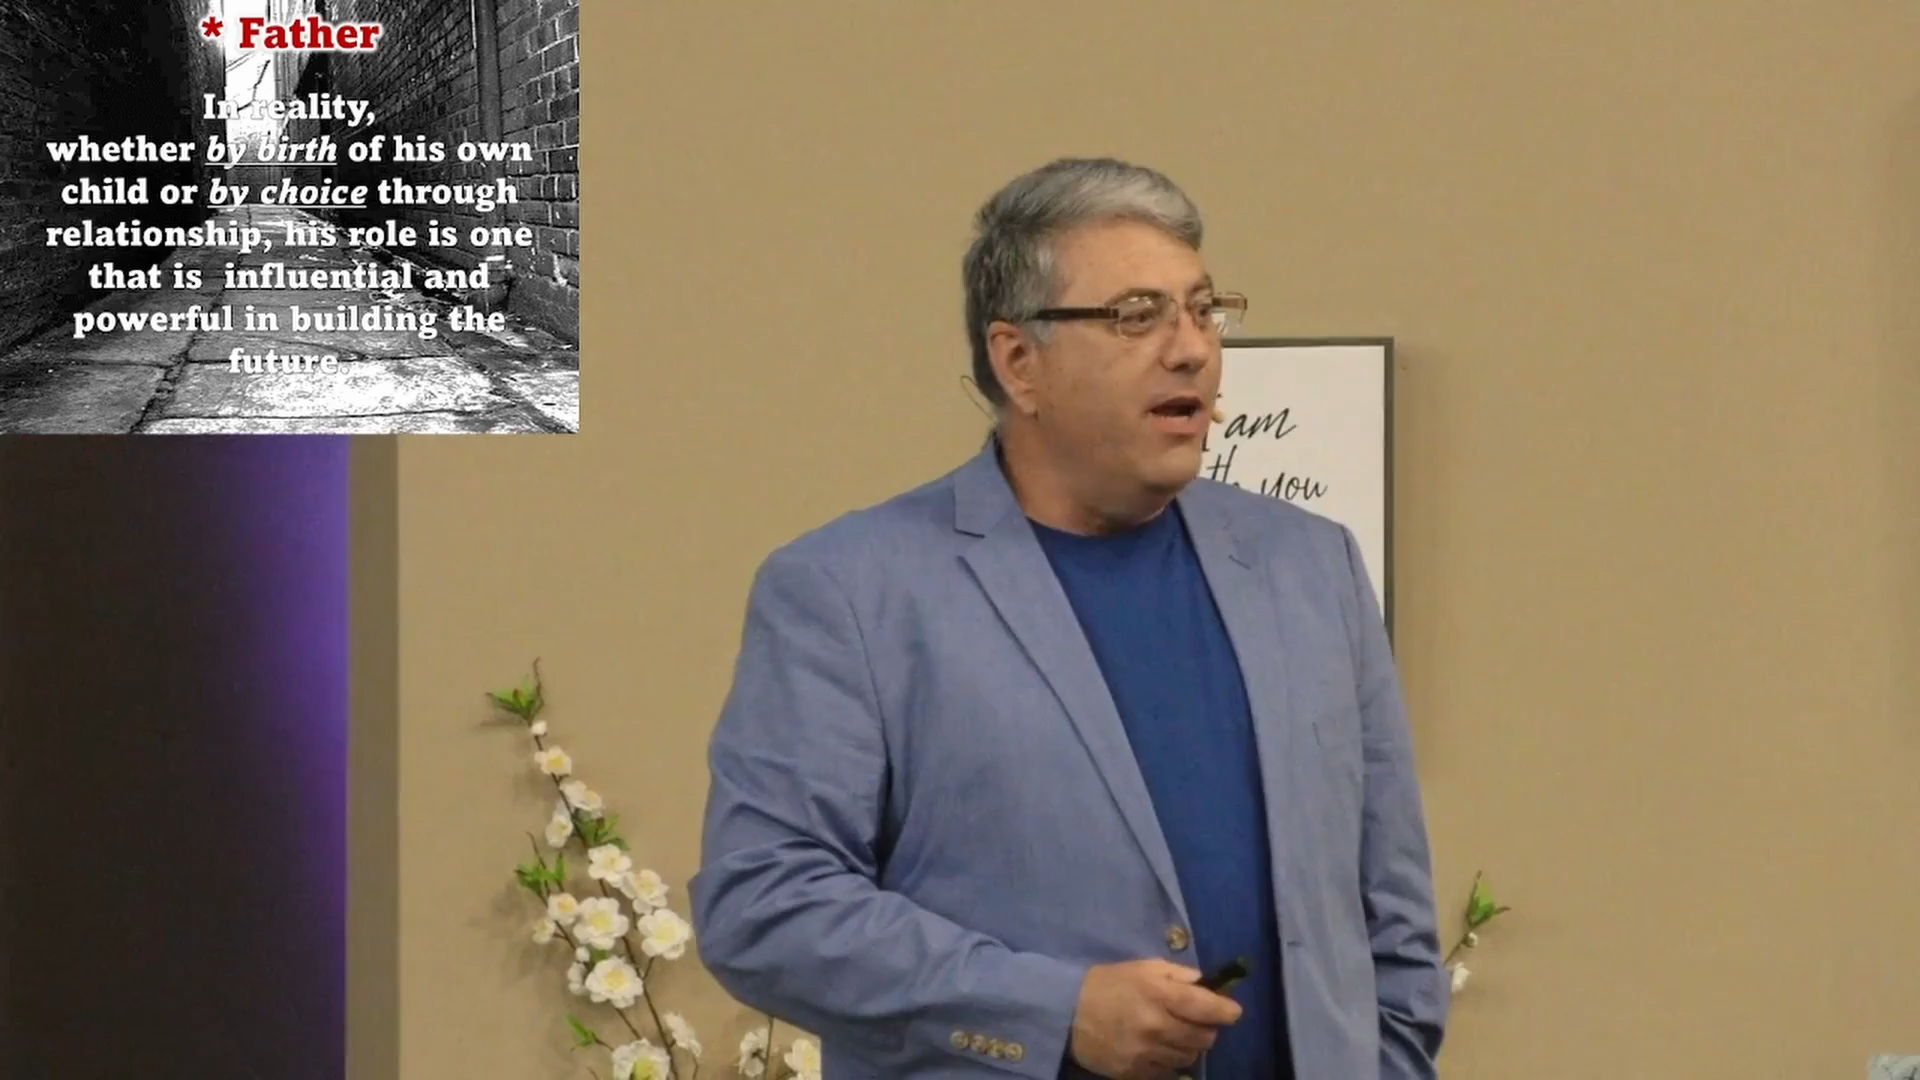 * Father
In reality,
whether by birth of his own
child or by choice through
relationship, his role is one
that is influential and
powerful in building the
future.
am
you